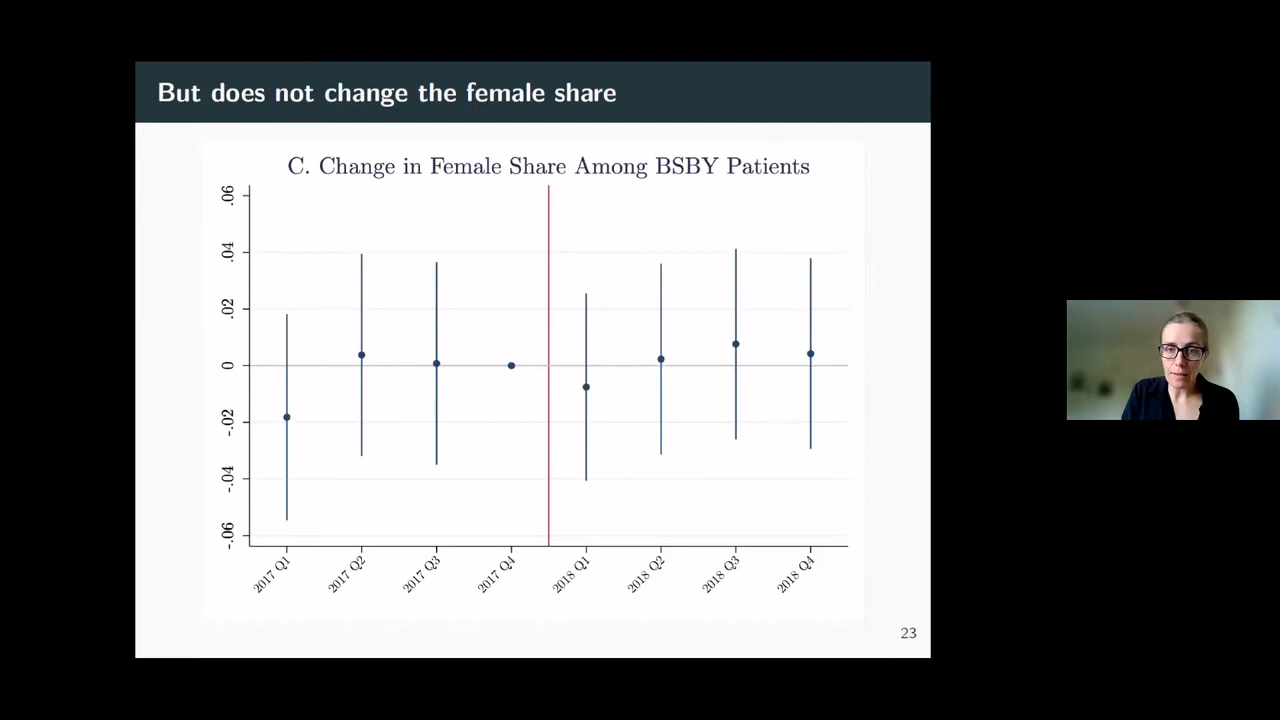 But does not change the female share
C. Change in Female Share Among BSBY Patients
.06
.04
.02
0
-.02
-.04
-.06
2017 Q1
2017 Q2
2017 Q3
2017 Q4
2018 Q1
2018 Q2
2018 Q3
2018 Q4
23